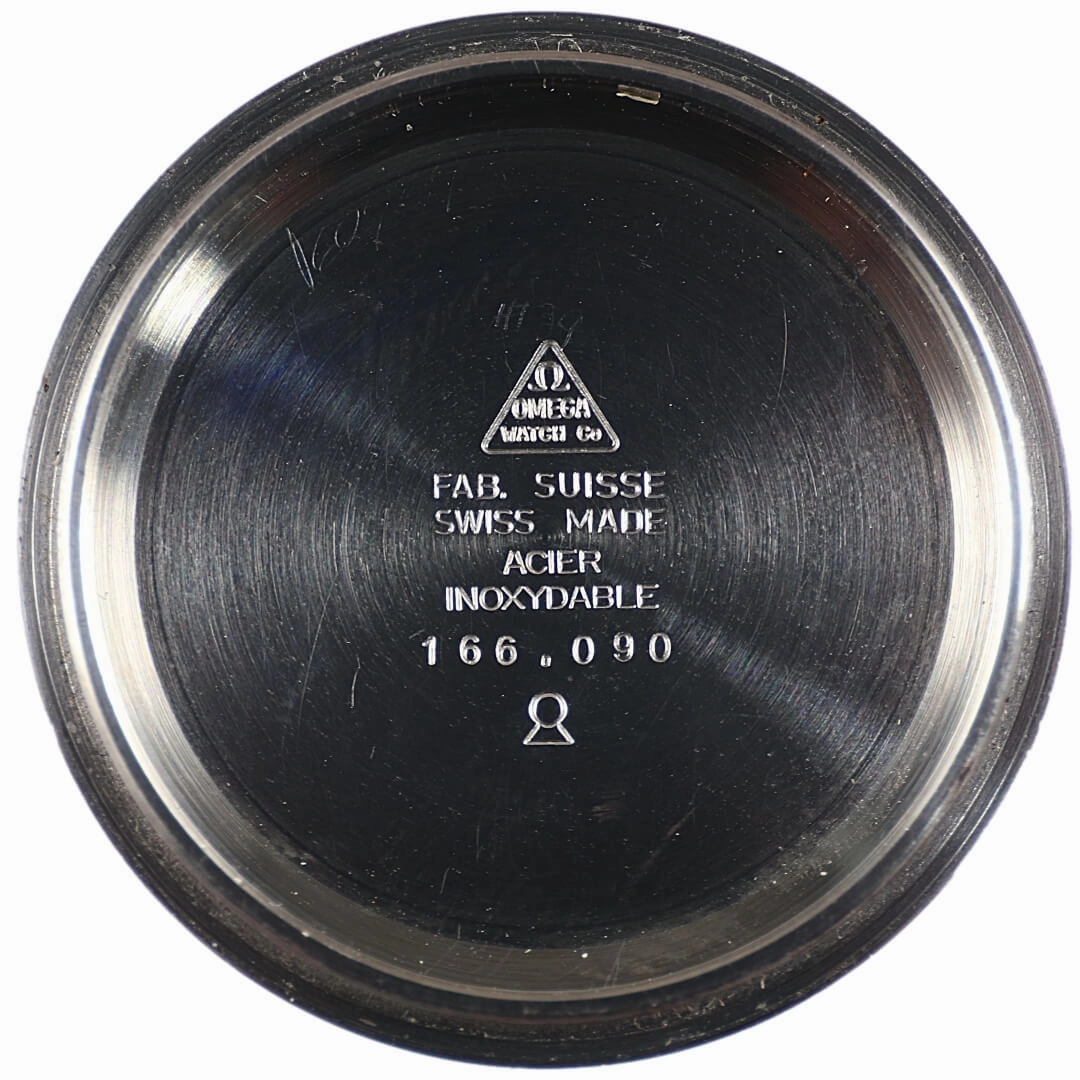 Ω
OMEGA
WATCH Co
FAB. SUISSE
SWISS MADE
ACIER
INOXYDABLE
166.090